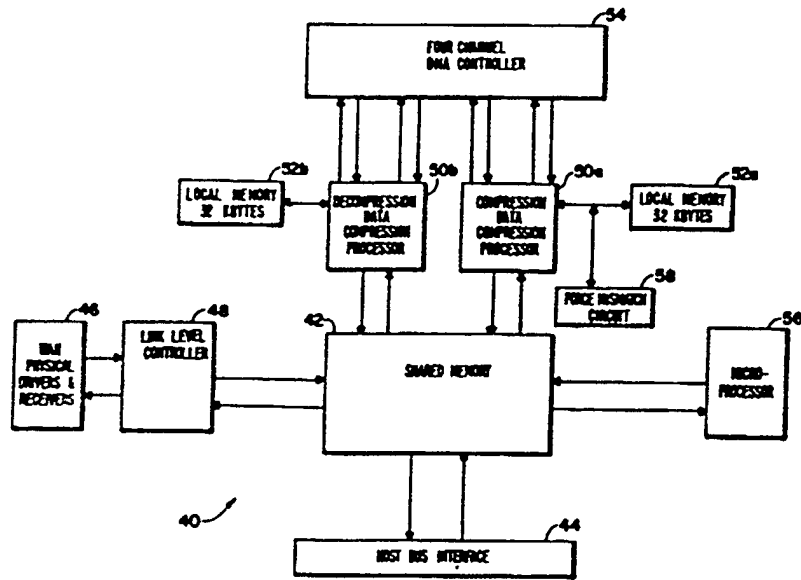 54
FOUR CHANNEL
DMA CONTROLLER
52b
LOCAL MEMORY
32 KBYTES
50b
DECOMPRESSION
DATA
COMPRESSION
PROCESSOR
50a
COMPRESSION
DATA
COMPRESSION
PROCESSOR
52a
LOCAL MEMORY
32 KBYTES
58
FORCE MISMATCH
CIRCUIT
46
WAN
PHYSICAL
DRIVERS &
RECEIVERS
48
LINK LEVEL
CONTROLLER
42
SHARED MEMORY
56
MICRO-
PROCESSOR
40
44
HOST BUS INTERFACE